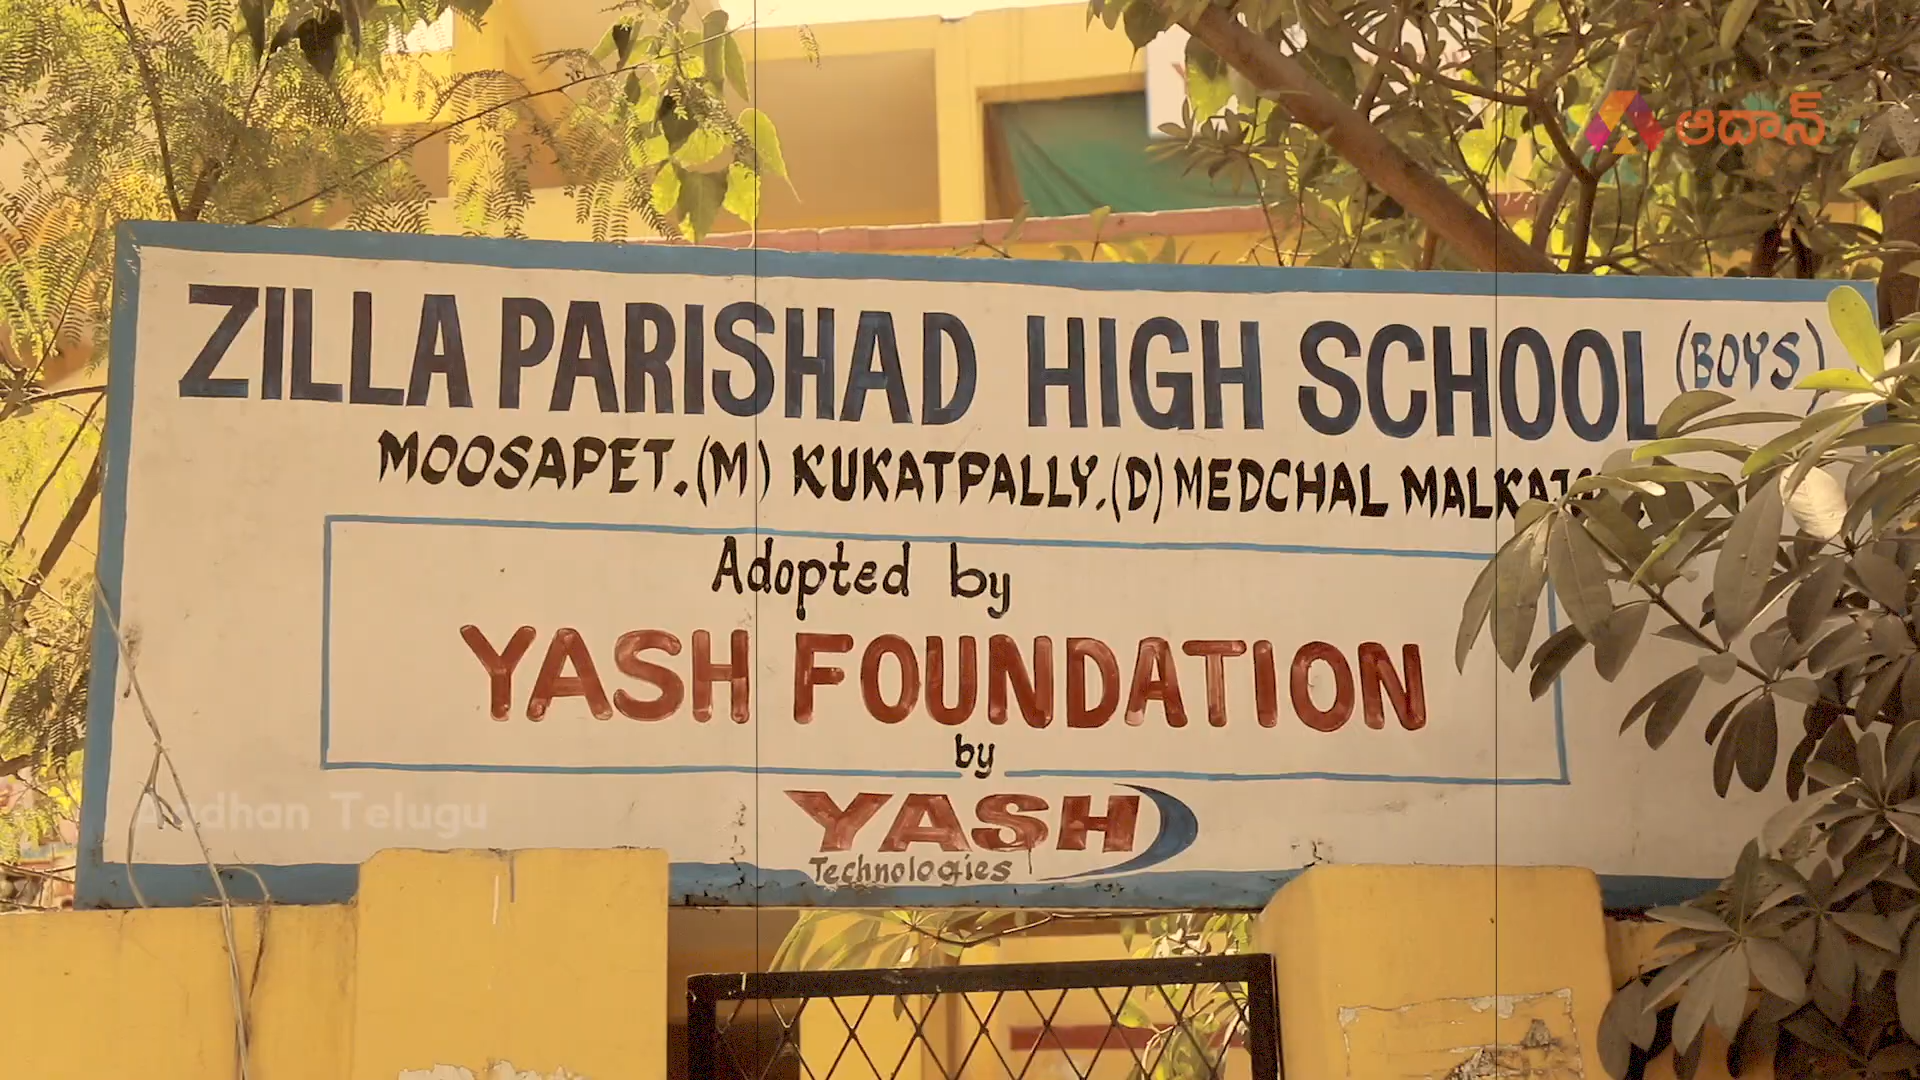 ఆదాన్
ZILLA PARISHAD HIGH SCHOOL (BOYS)
MOOSAPET.(M) KUKATPALLY.(D) MEDCHAL
Adopted by
YASH FOUNDATION
by
YASH
Technologies
Aadhan Telugu